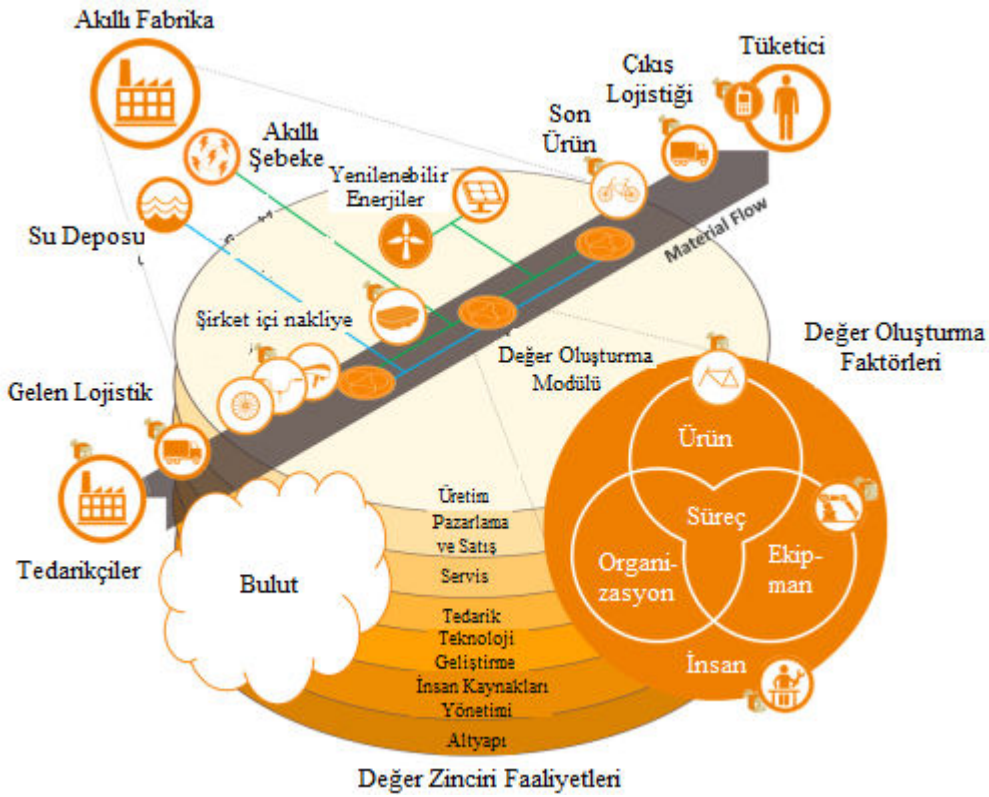 Akıllı Fabrika
Tüketici
Çıkış
Lojistiği
Son
Ürün
Akıllı
Şebeke
Yenilenebilir
Enerjiler
Su Deposu
Material Flow
Şirket içi nakliye
Değer Oluşturma
Modülü
Değer Oluşturma
Faktörleri
Gelen Lojistik
Tedarikçiler
Bulut
Üretim
Pazarlama
ve Satış
Servis
Tedarik
Teknoloji
Geliştirme
İnsan Kaynakları
Yönetimi
Altyapı
Ürün
Süreç
Organi-
zasyon
Ekip-
man
İnsan
Değer Zinciri Faaliyetleri